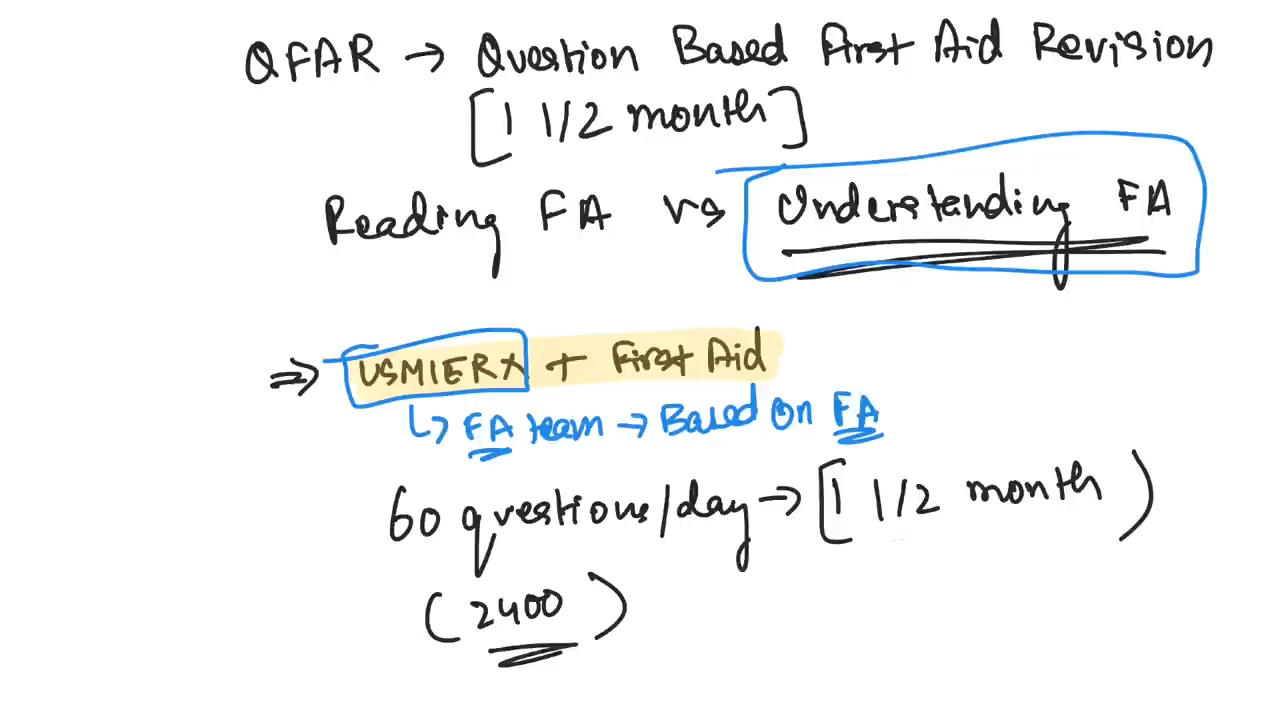 QFAR → Question Based First Aid Revision
[1 1/2 month]
Reading FA vs Understanding FA
⇒ USMIERX + First Aid
↳ FA team → Based On FA
60 questions/day → [1 1/2 month)
(2400)